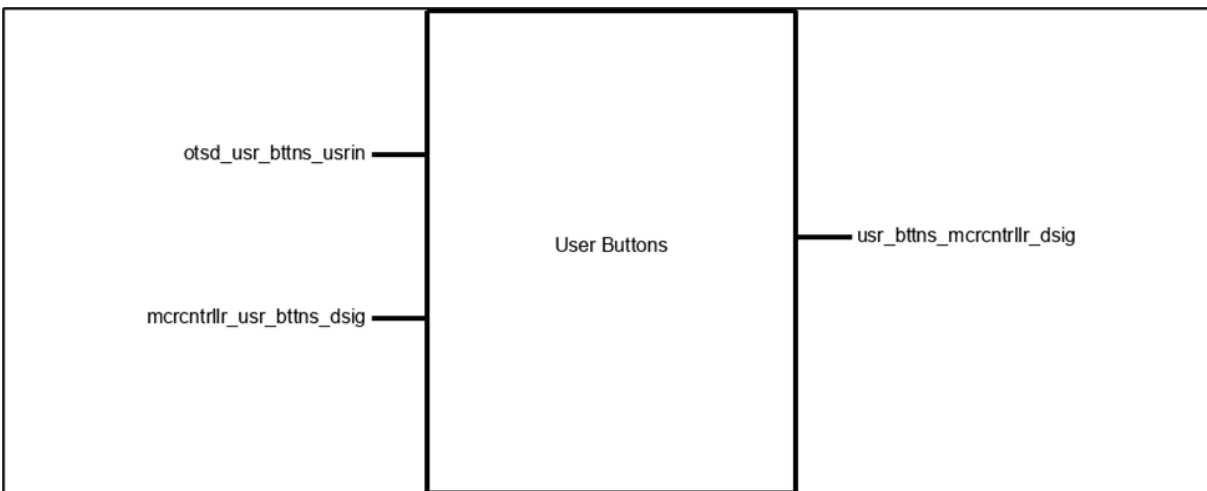 otsd_usr_bttns_usrin
usr_bttns_mcrcntrllr_dsig
User Buttons
mcrcntrllr_usr_bttns_dsig